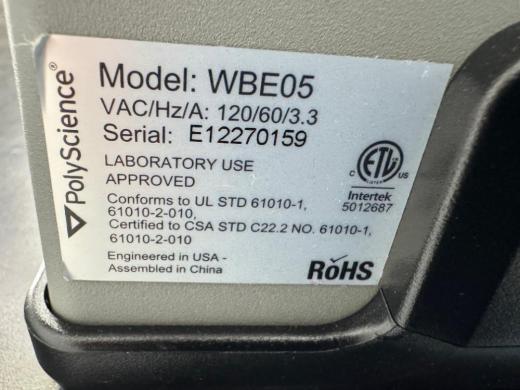 PolyScience®
Model: WBE05
VAC/Hz/A: 120/60/3.3
Serial: E12270159
LABORATORY USE
APPROVED
Conforms to UL STD 61010-1,
61010-2-010,
Certified to CSA STD C22.2 NO. 61010-1,
61010-2-010
Engineered in USA -
Assembled in China
C ETL US
LISTED
Intertek
5012687
RoHS